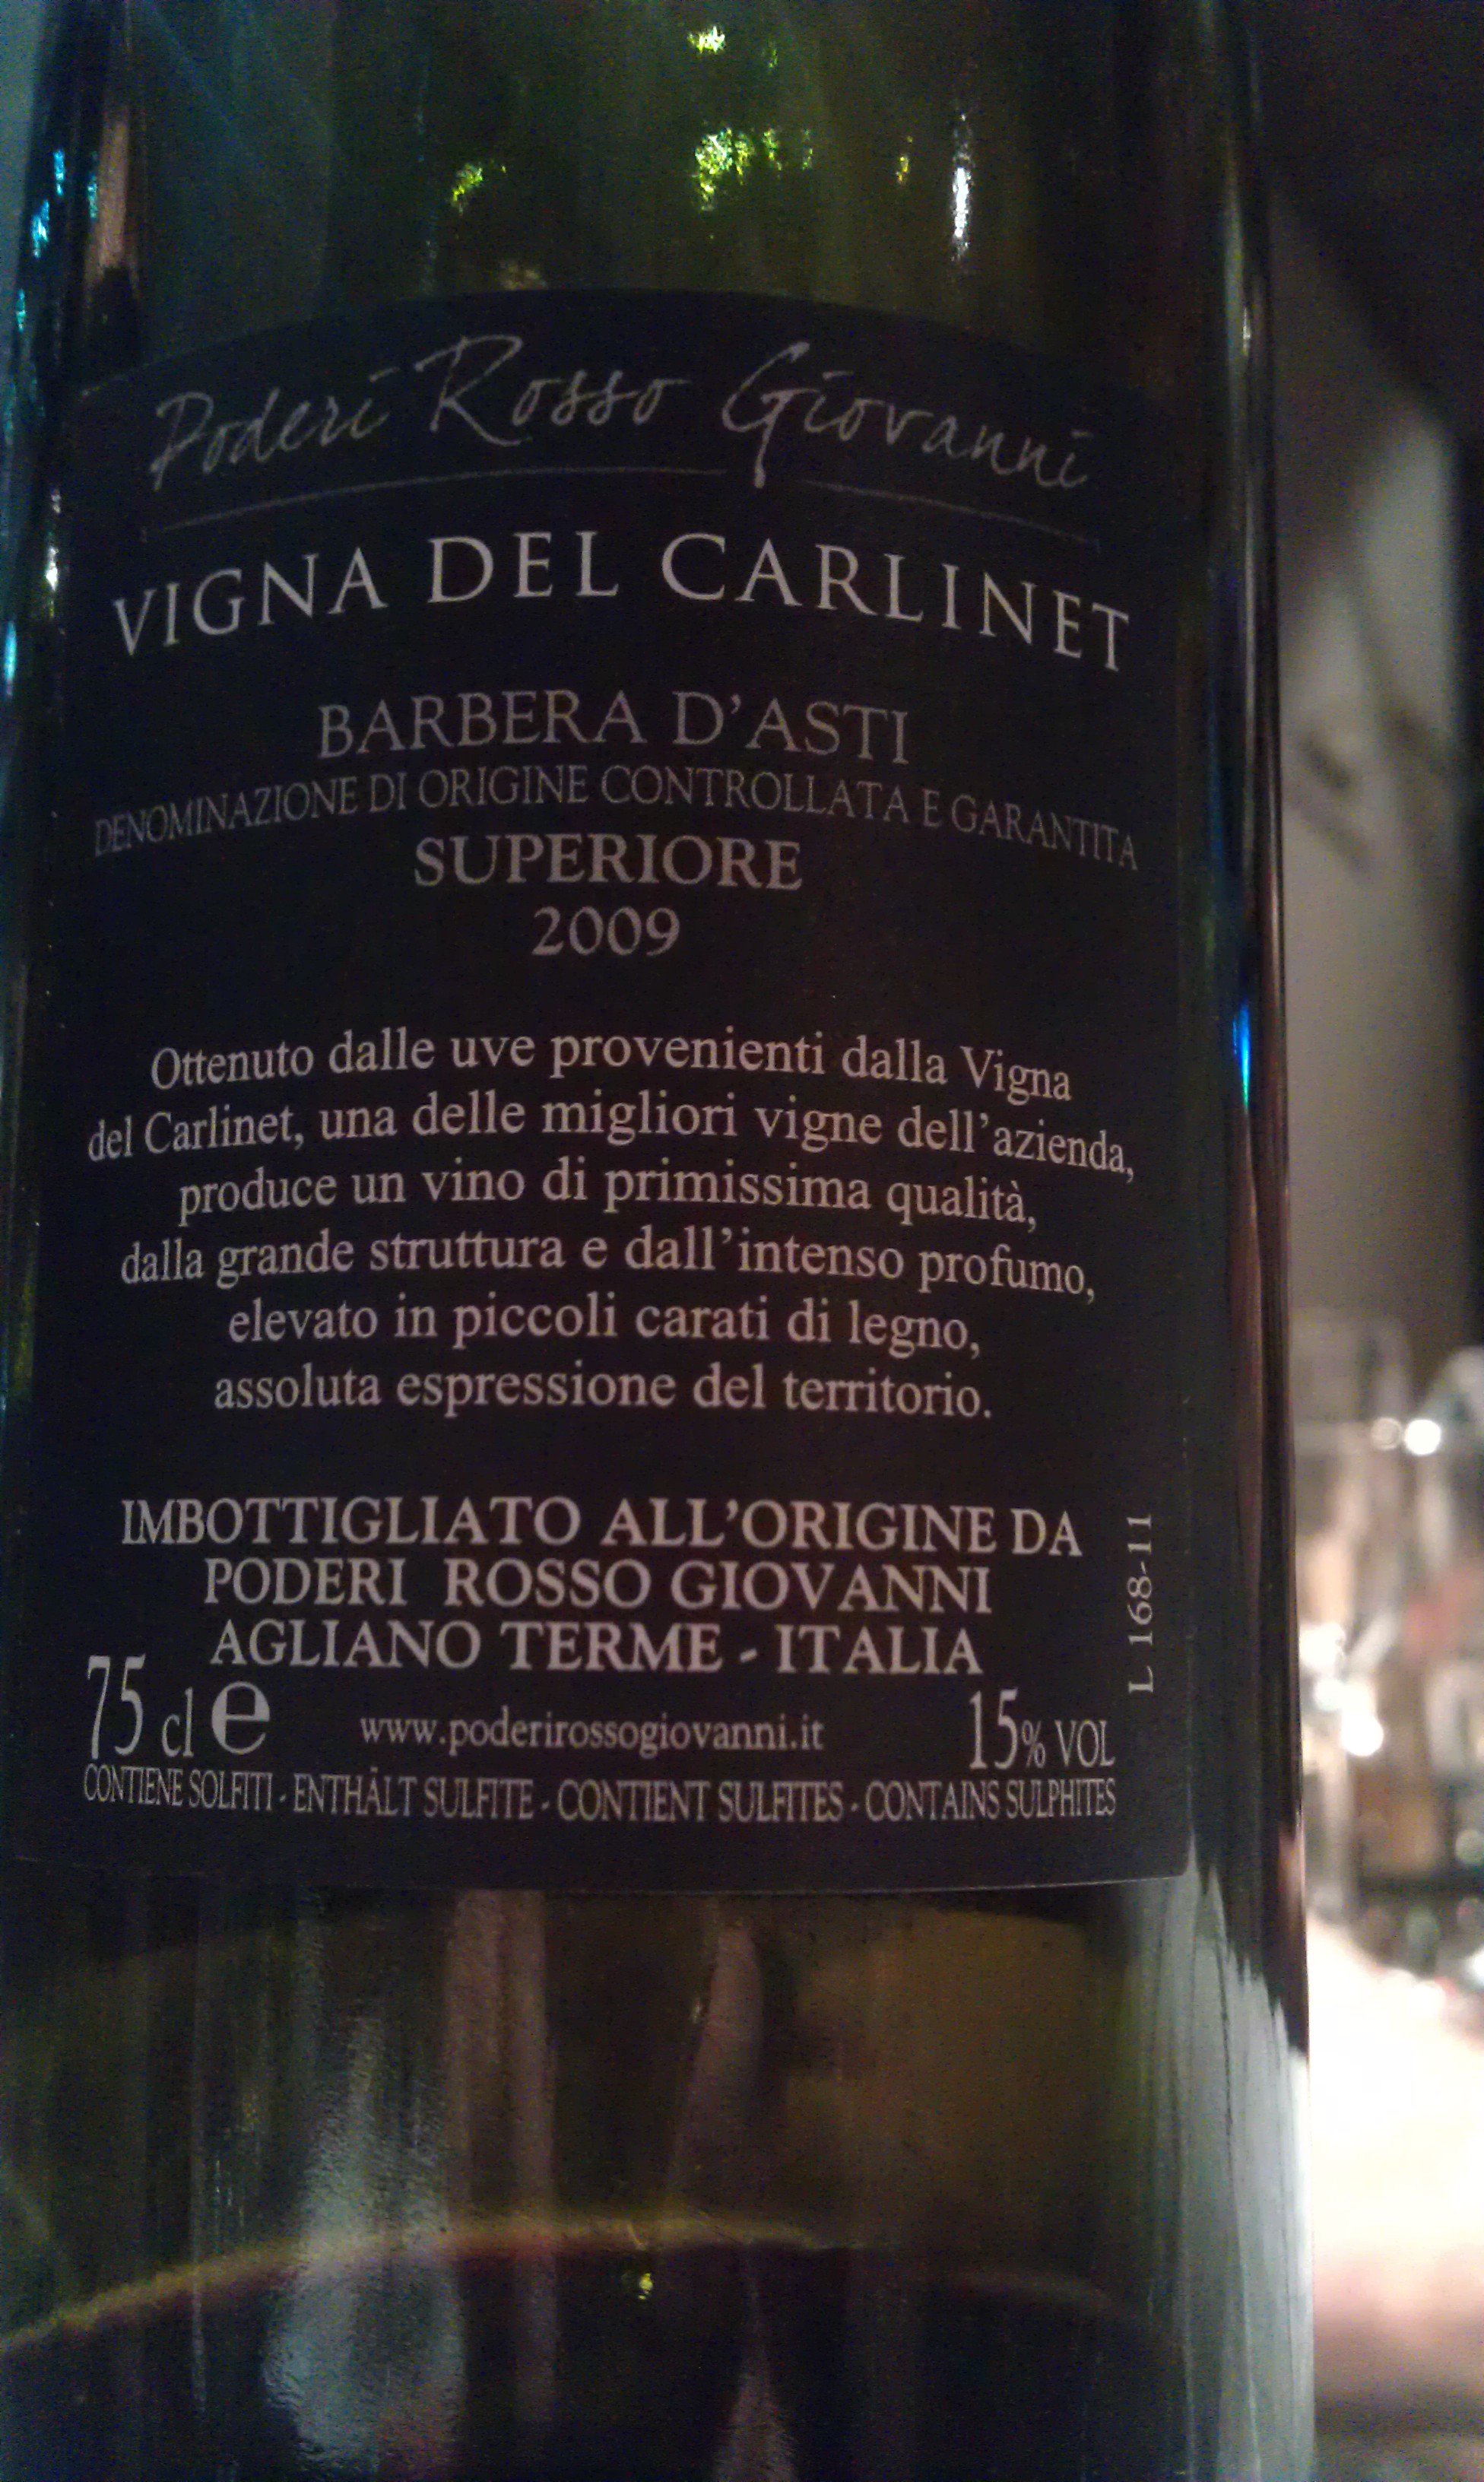 Poderi Rosso Giovanni
VIGNA DEL CARLINET
BARBERA D'ASTI
DENOMINAZIONE DI ORIGINE CONTROLLATA E GARANTITA
SUPERIORE
2009
Ottenuto dalle uve provenienti dalla Vigna
del Carlinet, una delle migliori vigne dell'azienda,
produce un vino di primissima qualità,
dalla grande struttura e dall'intenso profumo,
elevato in piccoli carati di legno,
assoluta espressione del territorio.
IMBOTTIGLIATO ALL'ORIGINE DA
PODERI ROSSO GIOVANNI
AGLIANO TERME - ITALIA
L 168-11
75 cl e www.poderirossogiovanni.it 15% VOL
CONTIENE SOLFITI - ENTHÄLT SULFITE - CONTIENT SULFITES - CONTAINS SULPHITES